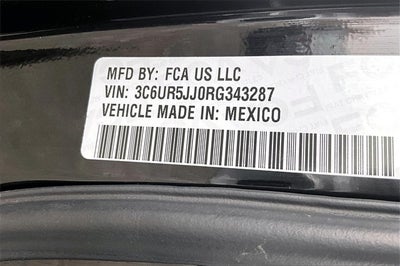 MFD BY: FCA US LLC
VIN: 3C6UR5JJ0RG343287
VEHICLE MADE IN: MEXICO